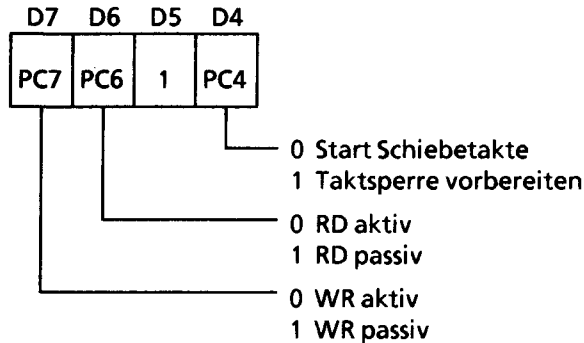 D7 D6 D5 D4
PC7 PC6 1 PC4
0 Start Schiebetakte
1 Taktsperre vorbereiten
0 RD aktiv
1 RD passiv
0 WR aktiv
1 WR passiv